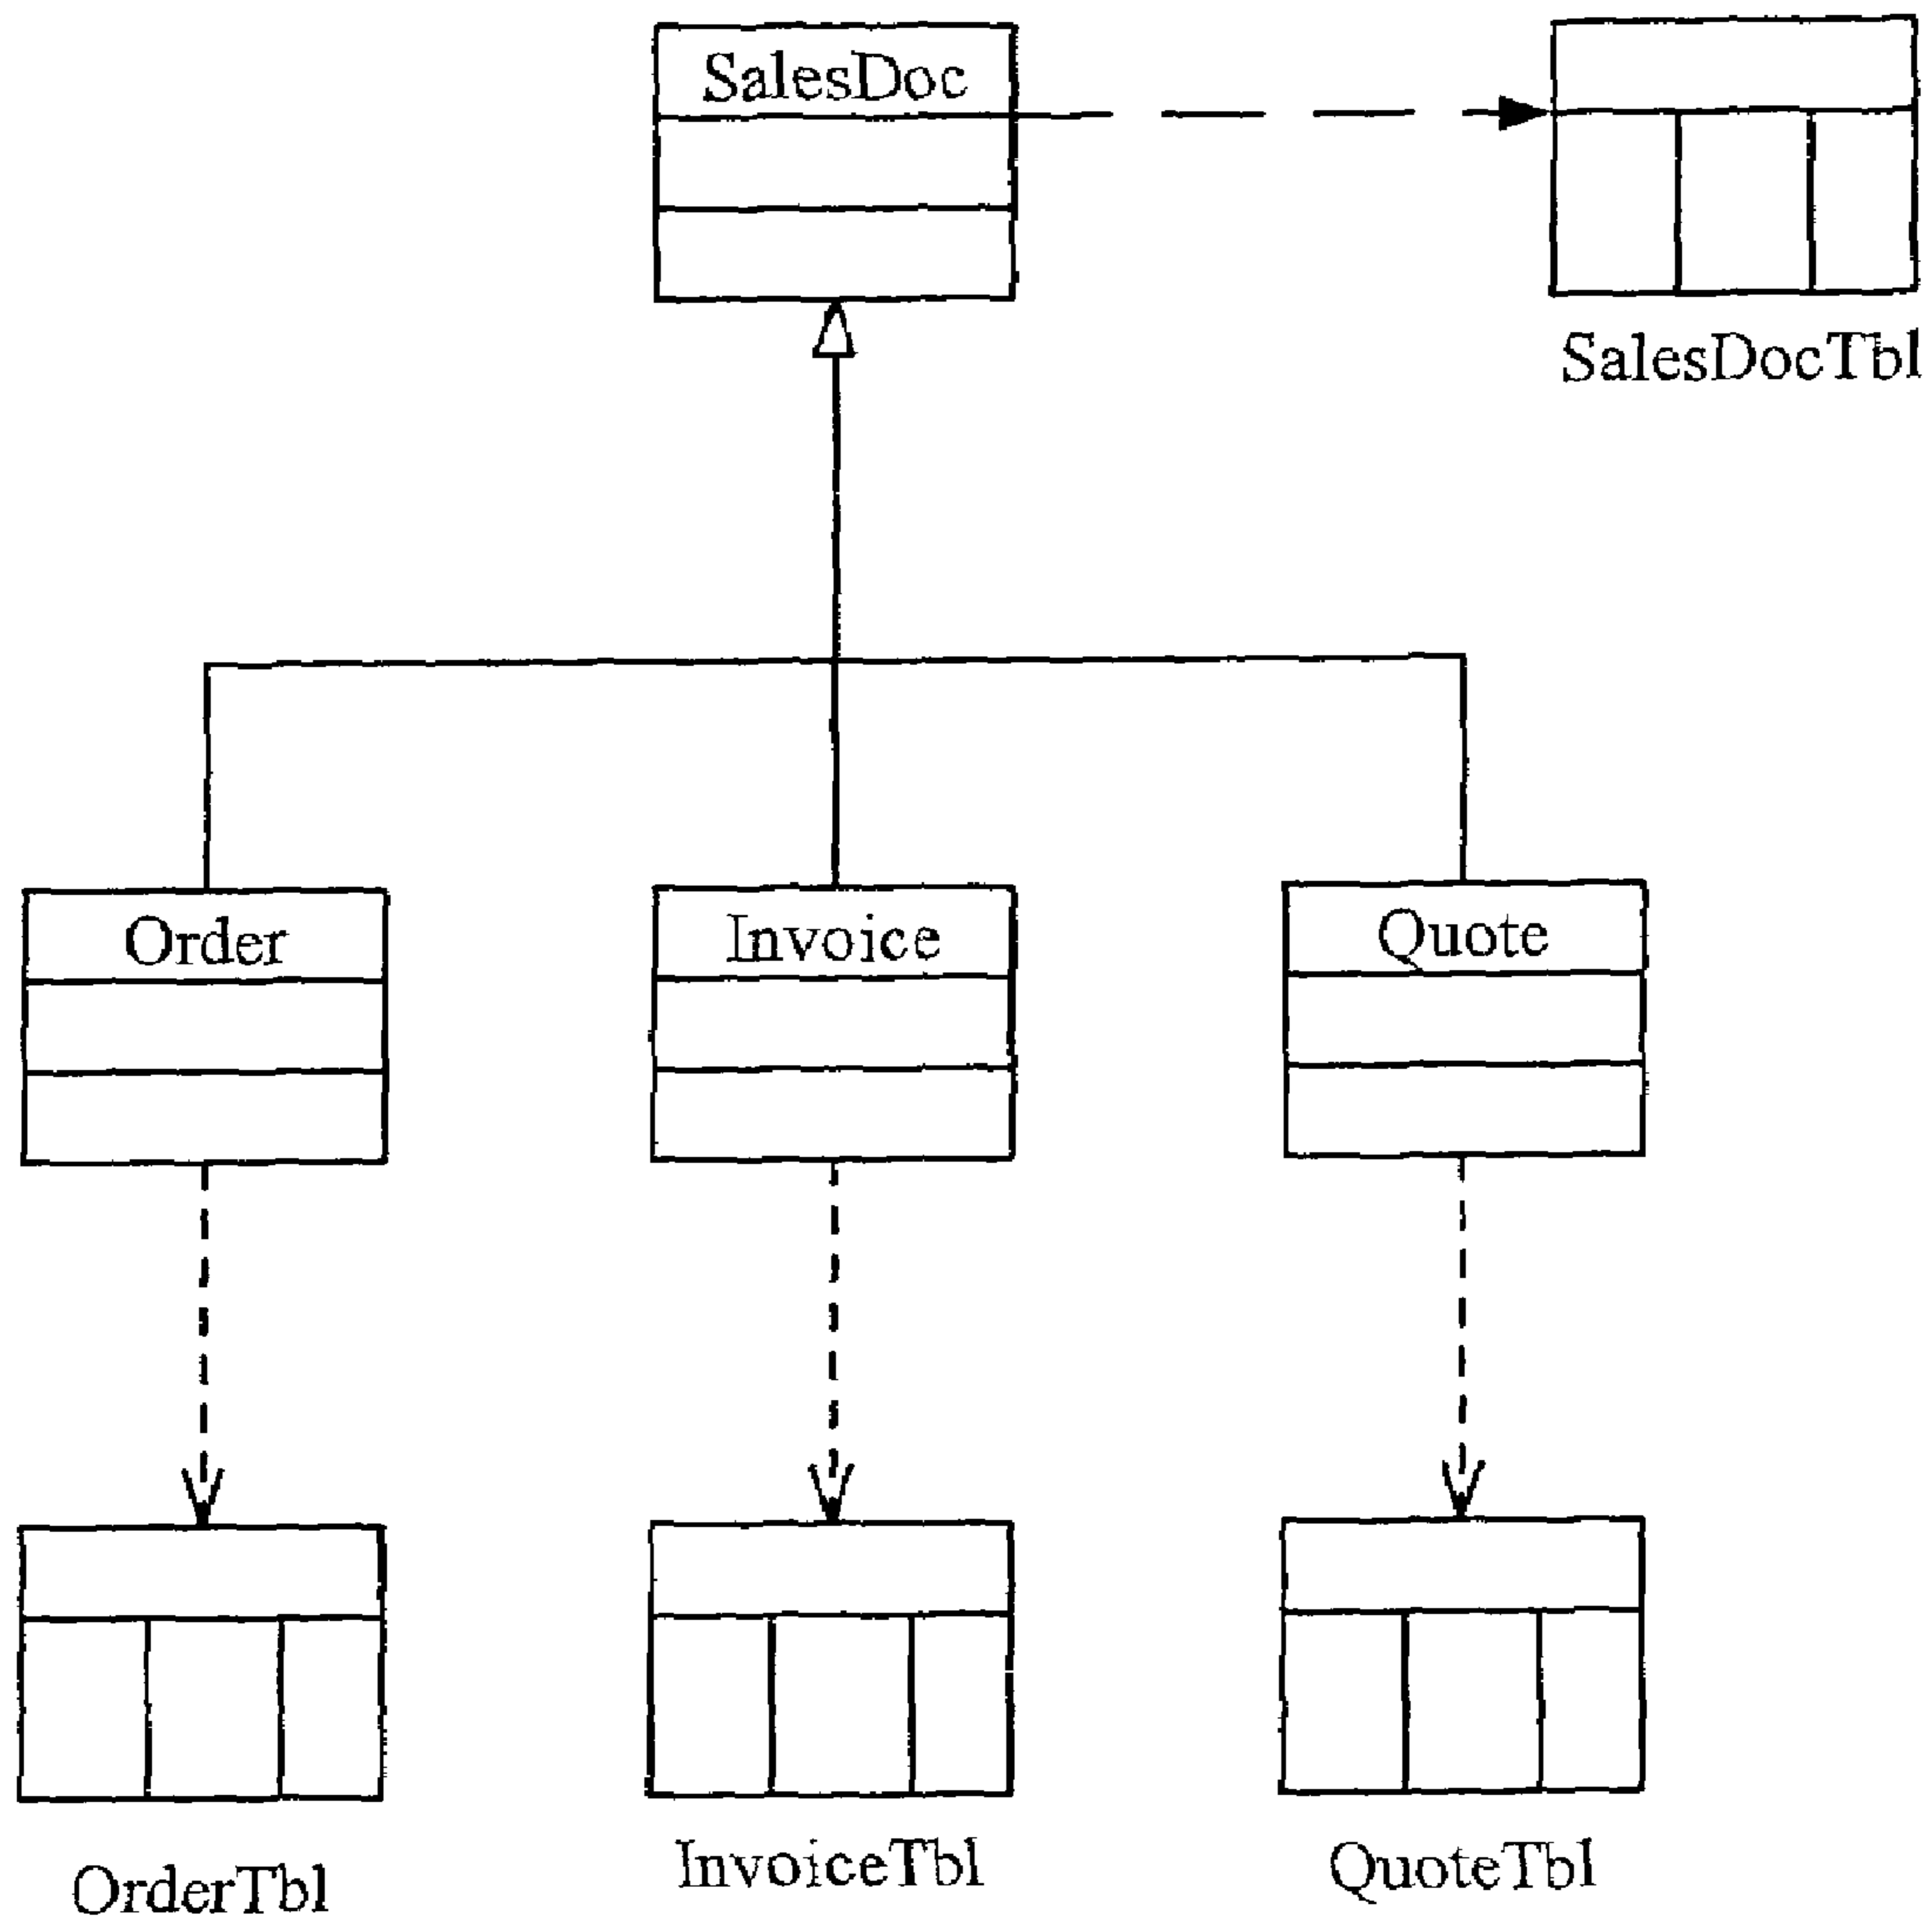 SalesDoc
SalesDocTbl
Order
Invoice
Quote
OrderTbl
InvoiceTbl
QuoteTbl